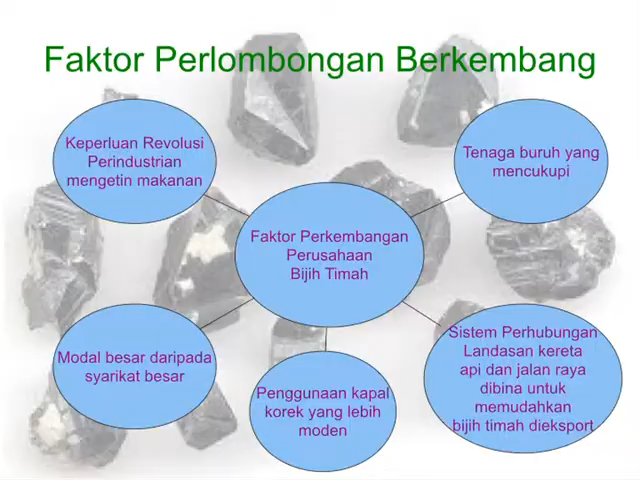 Faktor Perlombongan Berkembang
Keperluan Revolusi
Perindustrian
mengetin makanan
Tenaga buruh yang
mencukupi
Faktor Perkembangan
Perusahaan
Bijih Timah
Modal besar daripada
syarikat besar
Penggunaan kapal
korek yang lebih
moden
Sistem Perhubungan
Landasan kereta
api dan jalan raya
dibina untuk
memudahkan
bijih timah dieksport